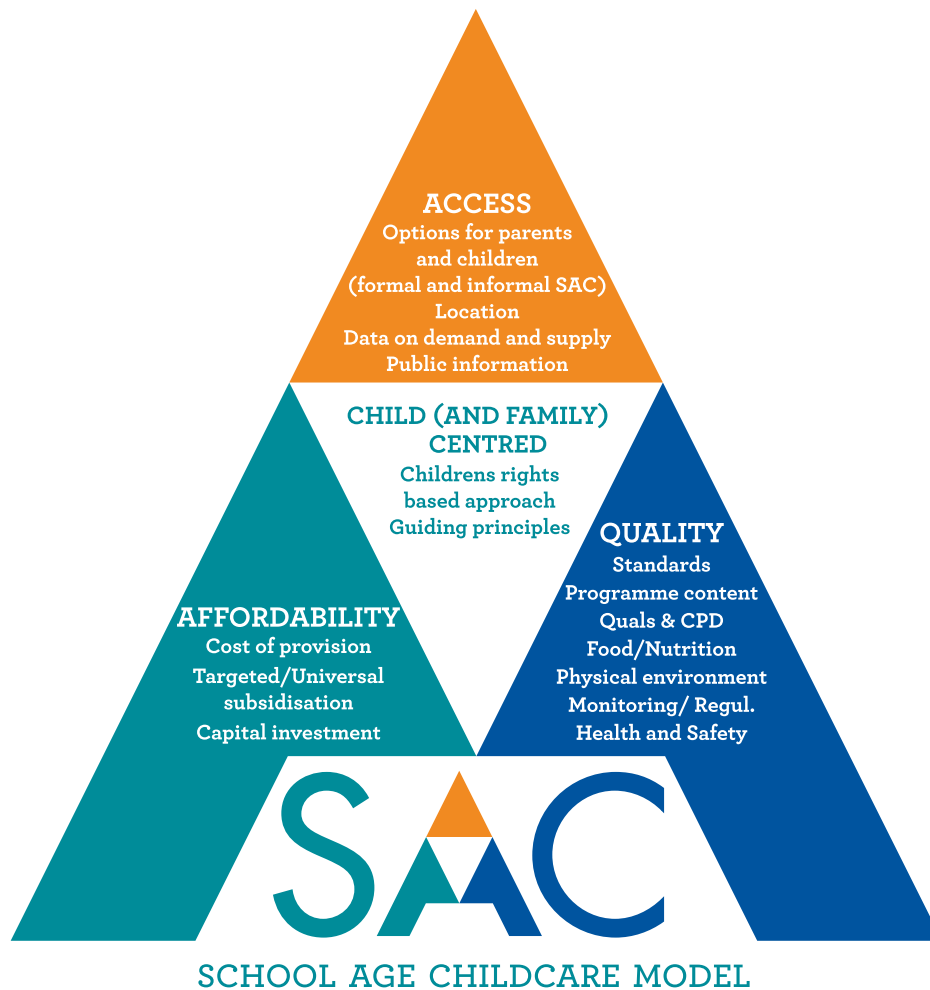 ACCESS
Options for parents
and children
(formal and informal SAC)
Location
Data on demand and supply
Public information
CHILD (AND FAMILY)
CENTRED
Childrens rights
based approach
Guiding principles
AFFORDABILITY
Cost of provision
Targeted/Universal
subsidisation
Capital investment
QUALITY
Standards
Programme content
Quals & CPD
Food/Nutrition
Physical environment
Monitoring/ Regul.
Health and Safety
SAC
SCHOOL AGE CHILDCARE MODEL